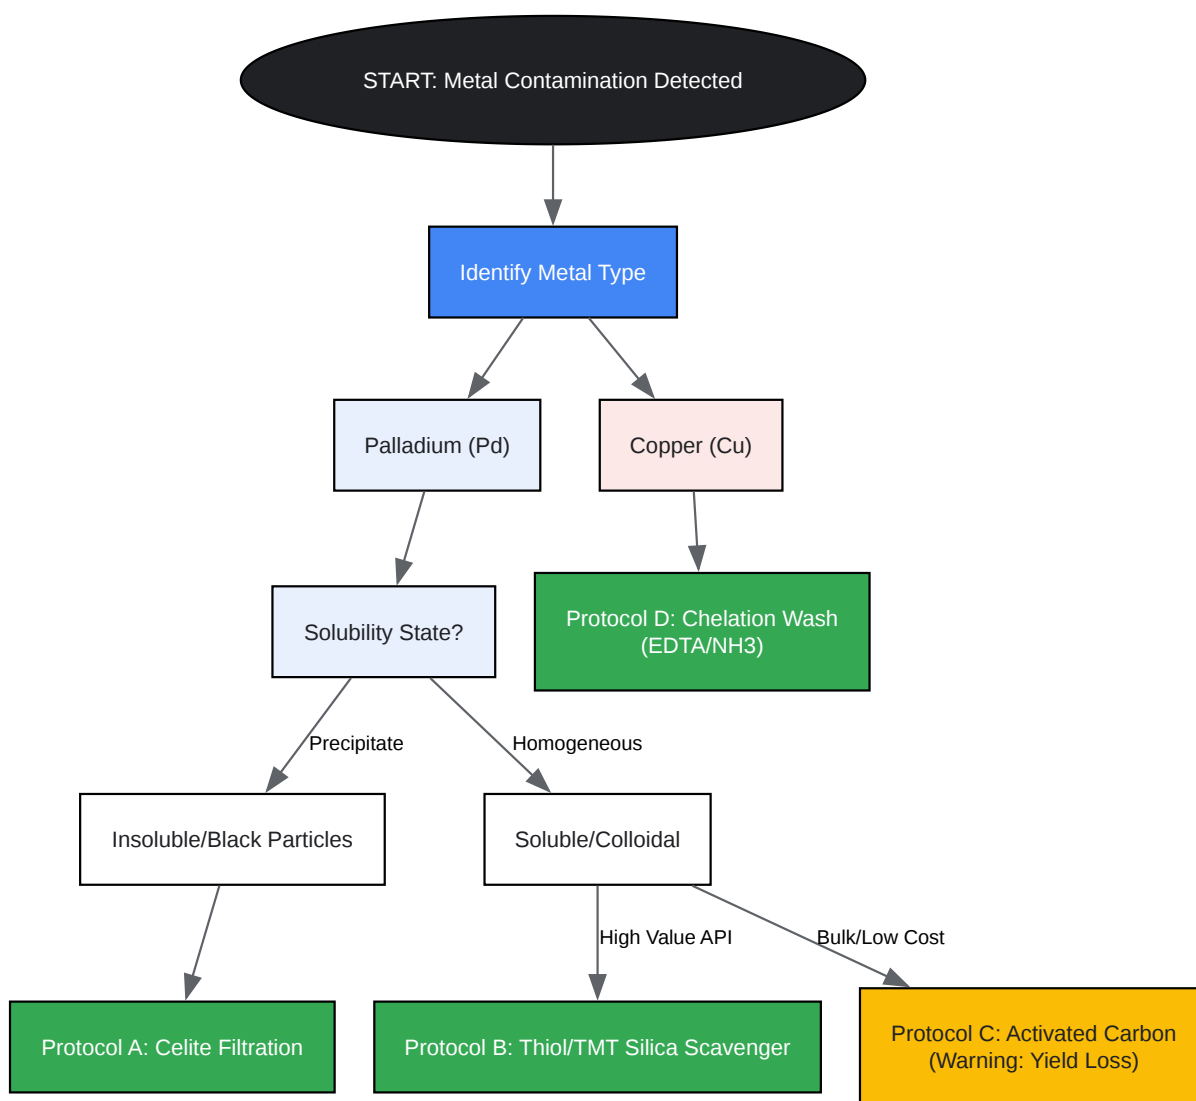 START: Metal Contamination Detected
Identify Metal Type
Palladium (Pd)
Copper (Cu)
Protocol D: Chelation Wash
(EDTA/NH3)
Solubility State?
Precipitate
Homogeneous
Insoluble/Black Particles
Soluble/Colloidal
High Value API
Bulk/Low Cost
Protocol A: Celite Filtration
Protocol B: Thiol/TMT Silica Scavenger
Protocol C: Activated Carbon
(Warning: Yield Loss)